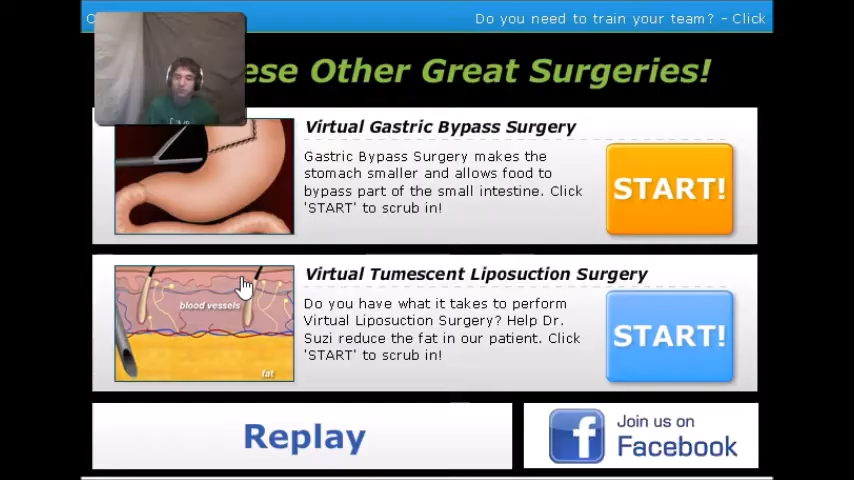 Do you need to train your team? – Click
ese Other Great Surgeries!
Virtual Gastric Bypass Surgery
Gastric Bypass Surgery makes the
stomach smaller and allows food to
bypass part of the small intestine. Click
'START' to scrub in!
START!
Virtual Tumescent Liposuction Surgery
blood vessels
fat
Do you have what it takes to perform
Virtual Liposuction Surgery? Help Dr.
Suzi reduce the fat in our patient. Click
'START' to scrub in!
START!
Replay
Join us on
Facebook